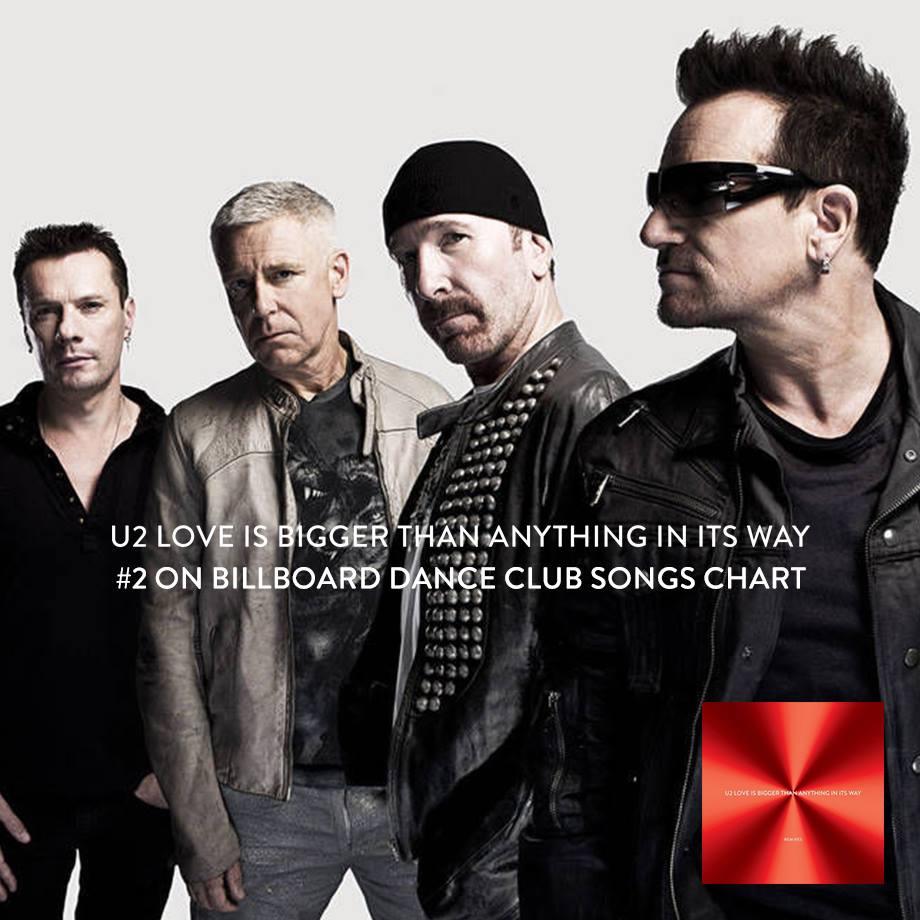 U2 LOVE IS BIGGER THAN ANYTHING IN ITS WAY
#2 ON BILLBOARD DANCE CLUB SONGS CHART
U2 LOVE IS BIGGER THAN ANYTHING IN ITS WAY
REMIXES